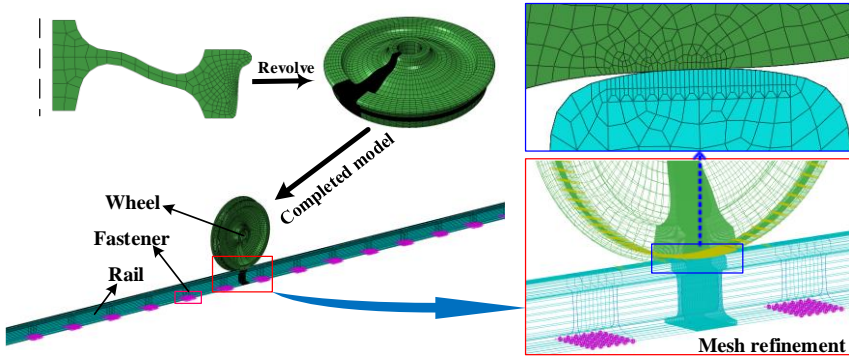 Revolve
Completed model
Wheel
Fastener
Rail
Mesh refinement